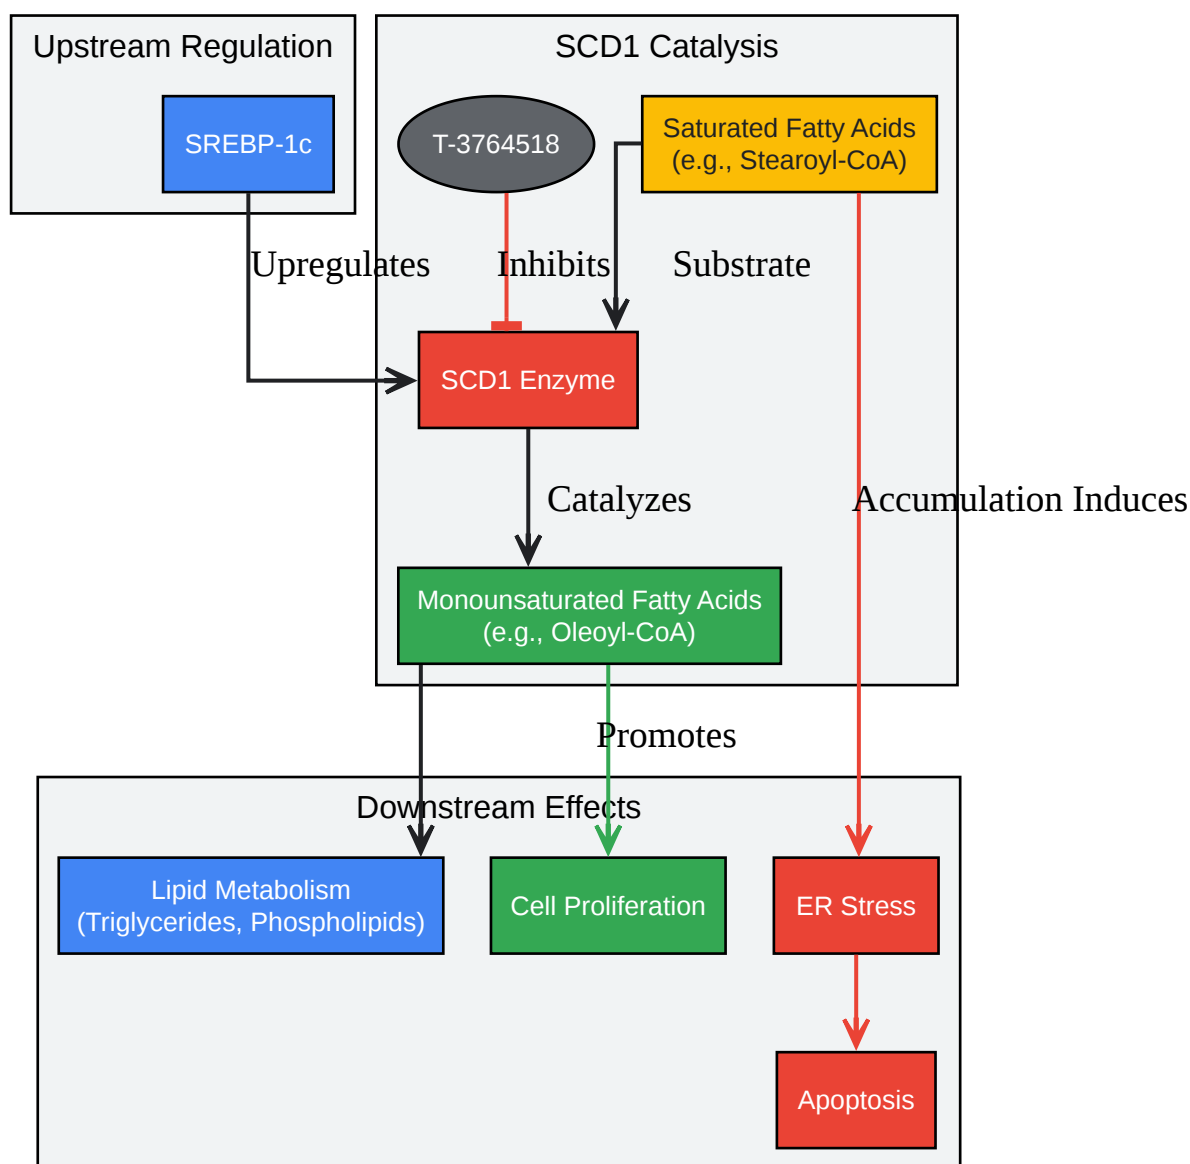 Upstream Regulation
SCD1 Catalysis
SREBP-1c
T-3764518
Saturated Fatty Acids
(e.g., Stearoyl-CoA)
Upregulates
Inhibits
Substrate
SCD1 Enzyme
Catalyzes
Accumulation Induces
Monounsaturated Fatty Acids
(e.g., Oleoyl-CoA)
Promotes
Downstream Effects
Lipid Metabolism
(Triglycerides, Phospholipids)
Cell Proliferation
ER Stress
Apoptosis